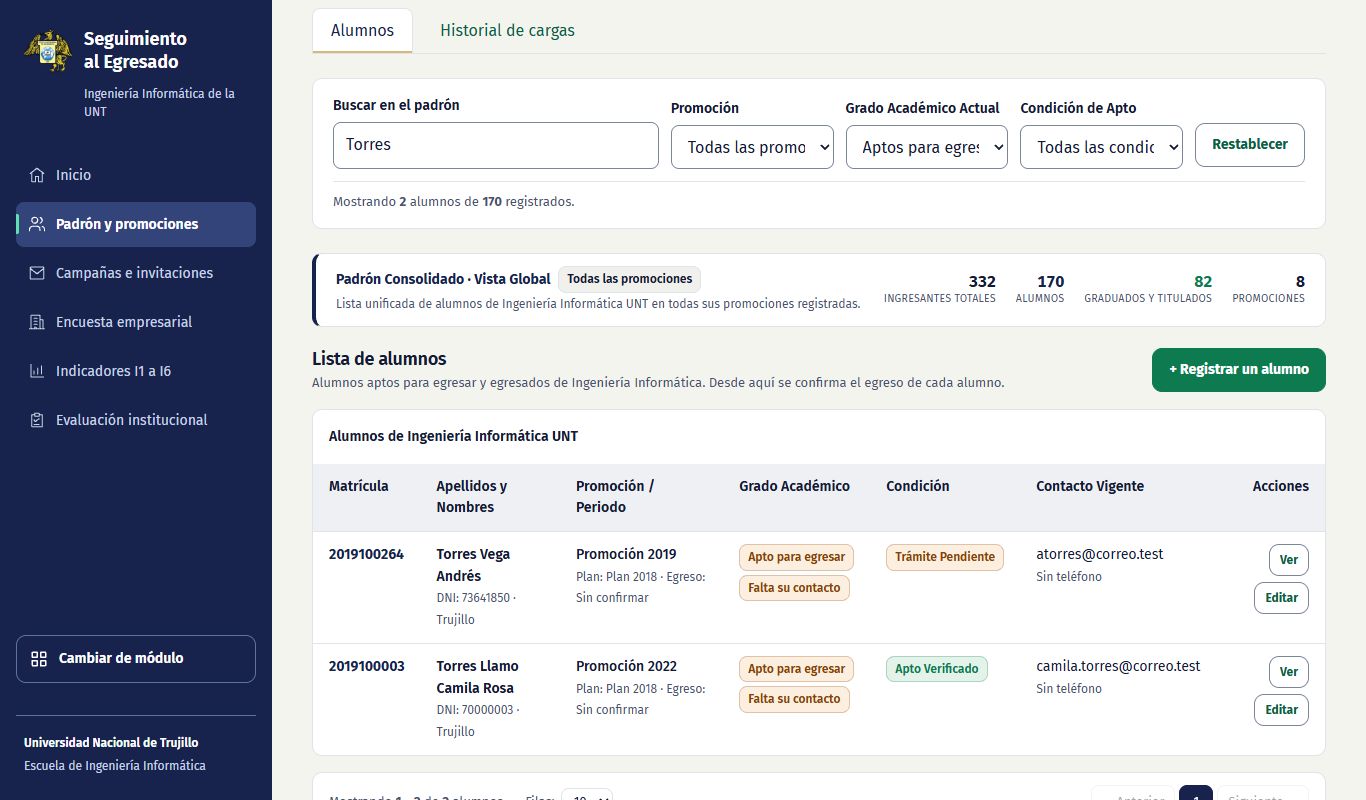 Seguimiento
al Egresado
Ingeniería Informática de la
UNT
Inicio
Padrón y promociones
Campañas e invitaciones
Encuesta empresarial
Indicadores I1 a I6
Evaluación institucional
Cambiar de módulo
Universidad Nacional de Trujillo
Escuela de Ingeniería Informática
Alumnos
Historial de cargas
Buscar en el padrón
Torres
Promoción
Todas las promo
Grado Académico Actual
Aptos para egres
Condición de Apto
Todas las condic
Restablecer
Mostrando 2 alumnos de 170 registrados.
Padrón Consolidado · Vista Global
Todas las promociones
Lista unificada de alumnos de Ingeniería Informática UNT en todas sus promociones registradas.
332
INGRESANTES TOTALES
170
ALUMNOS
82
GRADUADOS Y TITULADOS
8
PROMOCIONES
Lista de alumnos
Alumnos aptos para egresar y egresados de Ingeniería Informática. Desde aquí se confirma el egreso de cada alumno.
+ Registrar un alumno
Alumnos de Ingeniería Informática UNT
Matrícula
Apellidos y
Nombres
Promoción /
Periodo
Grado Académico
Condición
Contacto Vigente
Acciones
2019100264
Torres Vega
Andrés
DNI: 73641850 ·
Trujillo
Promoción 2019
Plan: Plan 2018 · Egreso:
Sin confirmar
Apto para egresar
Falta su contacto
Trámite Pendiente
atorres@correo.test
Sin teléfono
Ver
Editar
2019100003
Torres Llamo
Camila Rosa
DNI: 70000003 ·
Trujillo
Promoción 2022
Plan: Plan 2018 · Egreso:
Sin confirmar
Apto para egresar
Falta su contacto
Apto Verificado
camila.torres@correo.test
Sin teléfono
Ver
Editar
Mostrando 1 - 2 de 2 alumnos
Filas:
10
Anterior
1
Siguiente